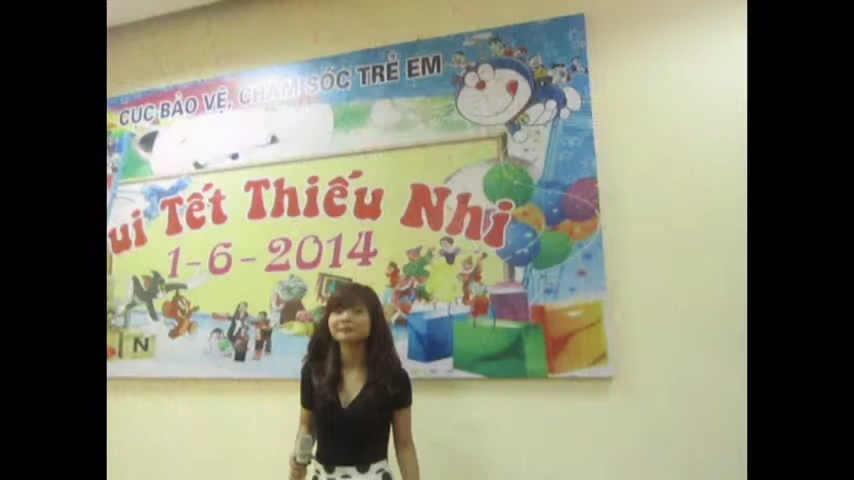 CỤC BẢO VỆ, CHĂM SÓC TRẺ EM
ui Tết Thiếu Nhi
1-6-2014
N